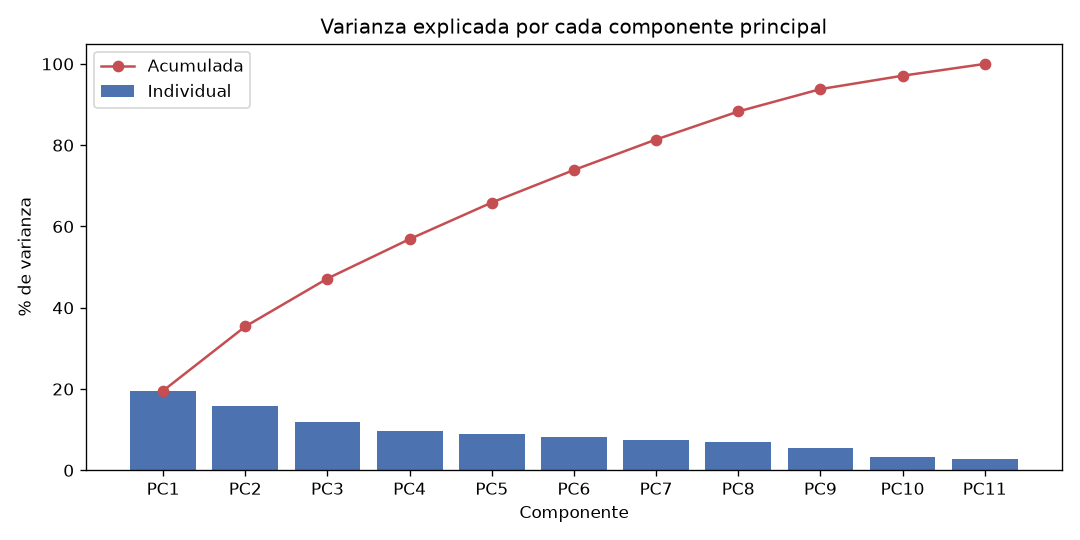 Varianza explicada por cada componente principal
Acumulada
Individual
% de varianza
100
80
60
40
20
0
PC1 PC2 PC3 PC4 PC5 PC6 PC7 PC8 PC9 PC10 PC11
Componente